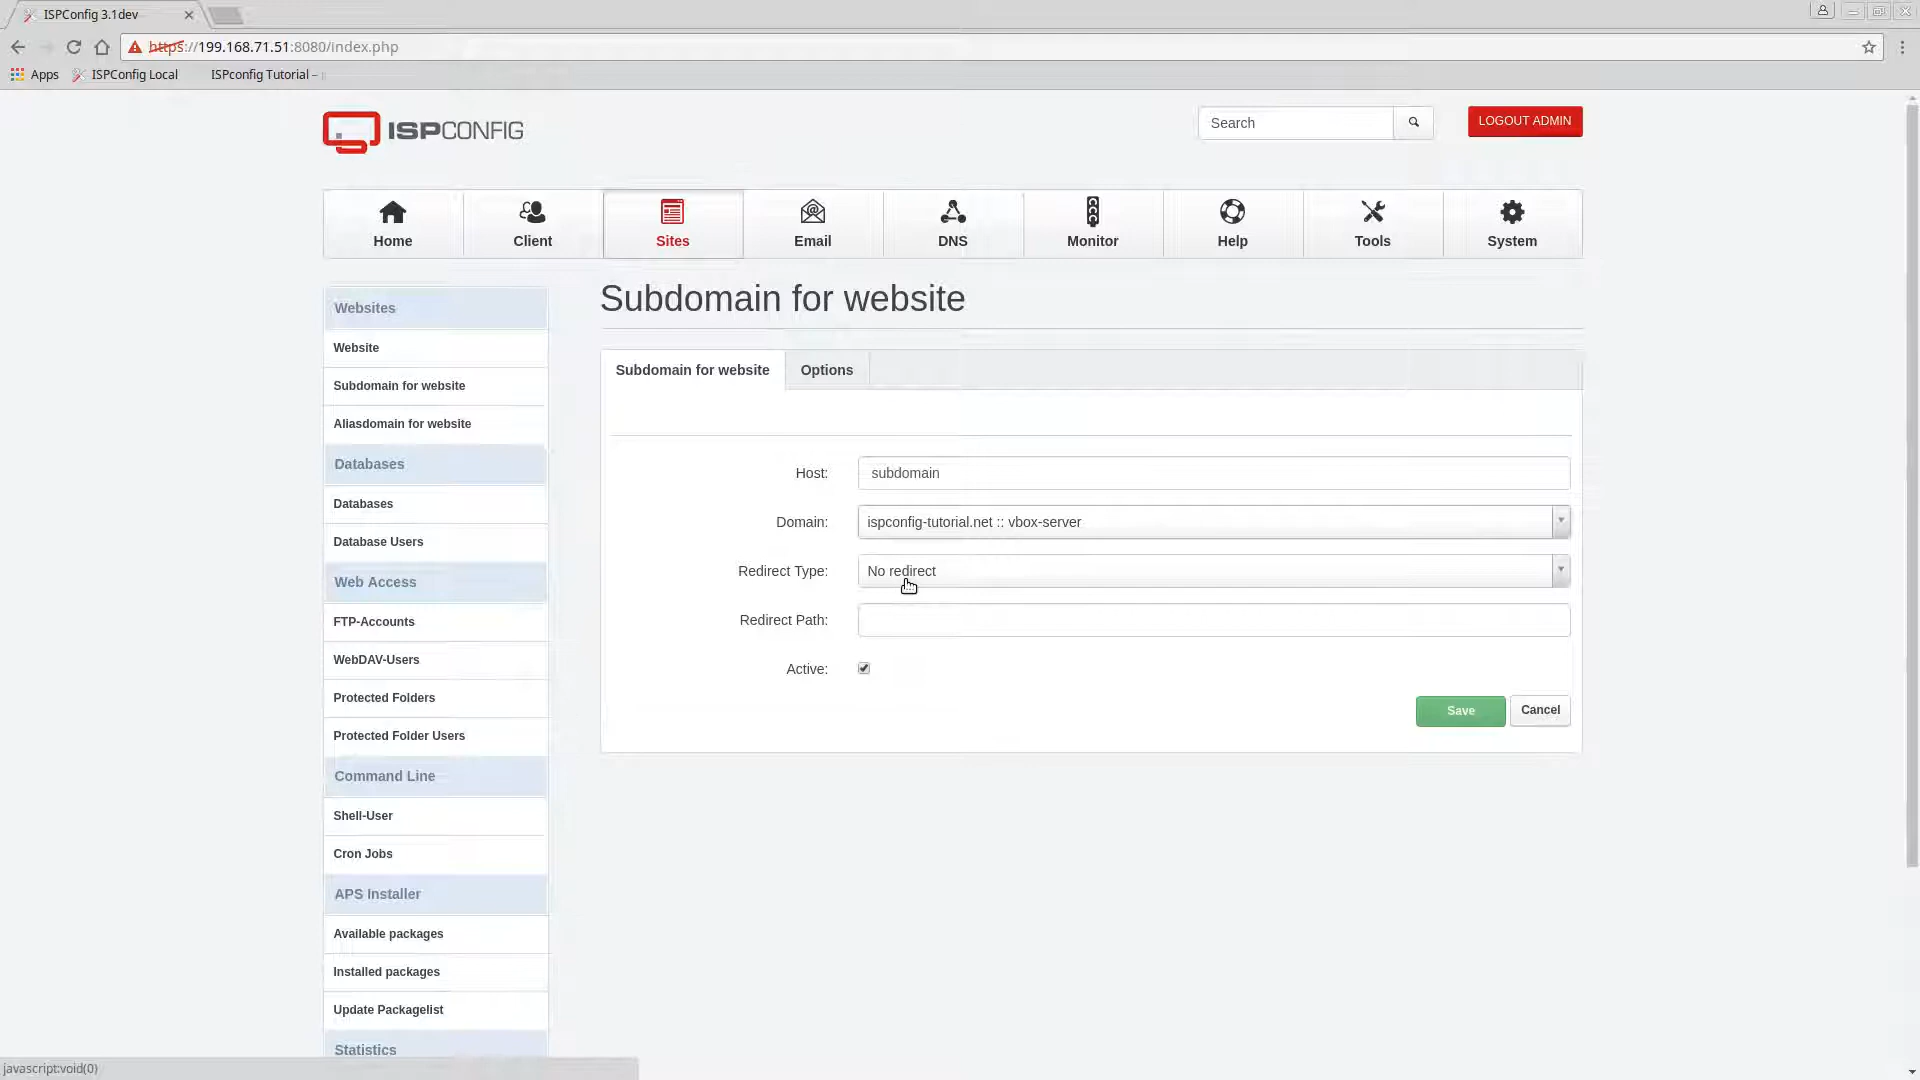 ISPConfig 3.1dev
https://199.168.71.51:8080/index.php
Apps ISPConfig Local ISPconfig Tutorial –
ISPCONFIG
Search
LOGOUT ADMIN
Home Client Sites Email DNS Monitor Help Tools System
Websites
Website
Subdomain for website
Aliasdomain for website
Databases
Databases
Database Users
Web Access
FTP-Accounts
WebDAV-Users
Protected Folders
Protected Folder Users
Command Line
Shell-User
Cron Jobs
APS Installer
Available packages
Installed packages
Update Packagelist
Statistics
Subdomain for website
Subdomain for website Options
Host: subdomain
Domain: ispconfig-tutorial.net :: vbox-server
Redirect Type: No redirect
Redirect Path:
Active:
Save Cancel
javascript:void(0)